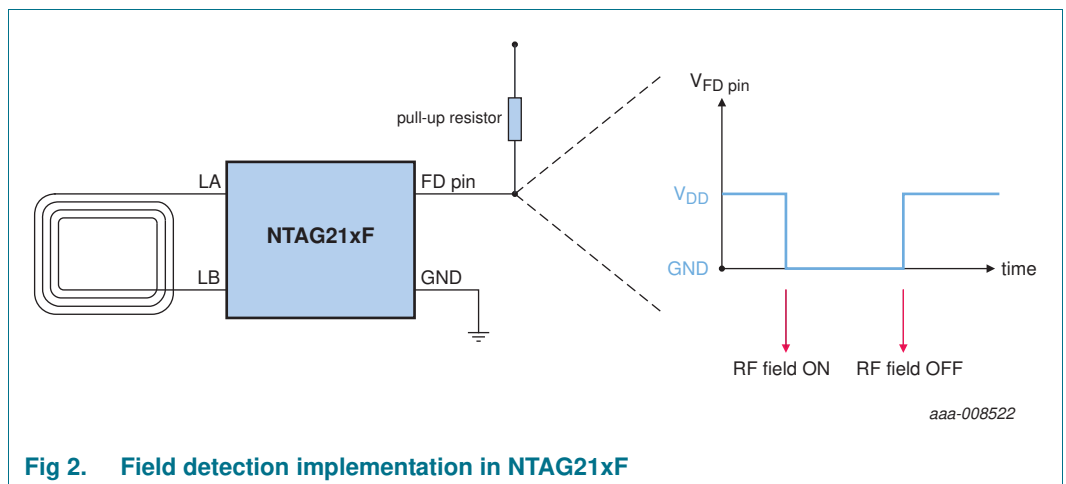 pull-up resistor
LA
FD pin
NTAG21xF
LB
GND
V_FD pin
V_DD
GND
time
RF field ON RF field OFF
aaa-008522
Fig 2. Field detection implementation in NTAG21xF